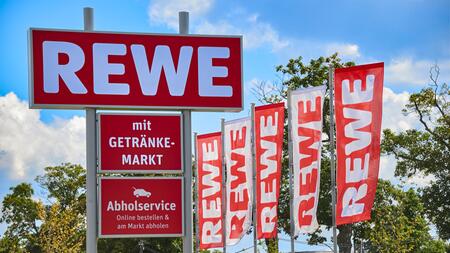 REWE
mit
GETRÄNKE-
MARKT
Abholservice
Online bestellen &
am Markt abholen
REWE
REWE
REWE
REWE
REWE